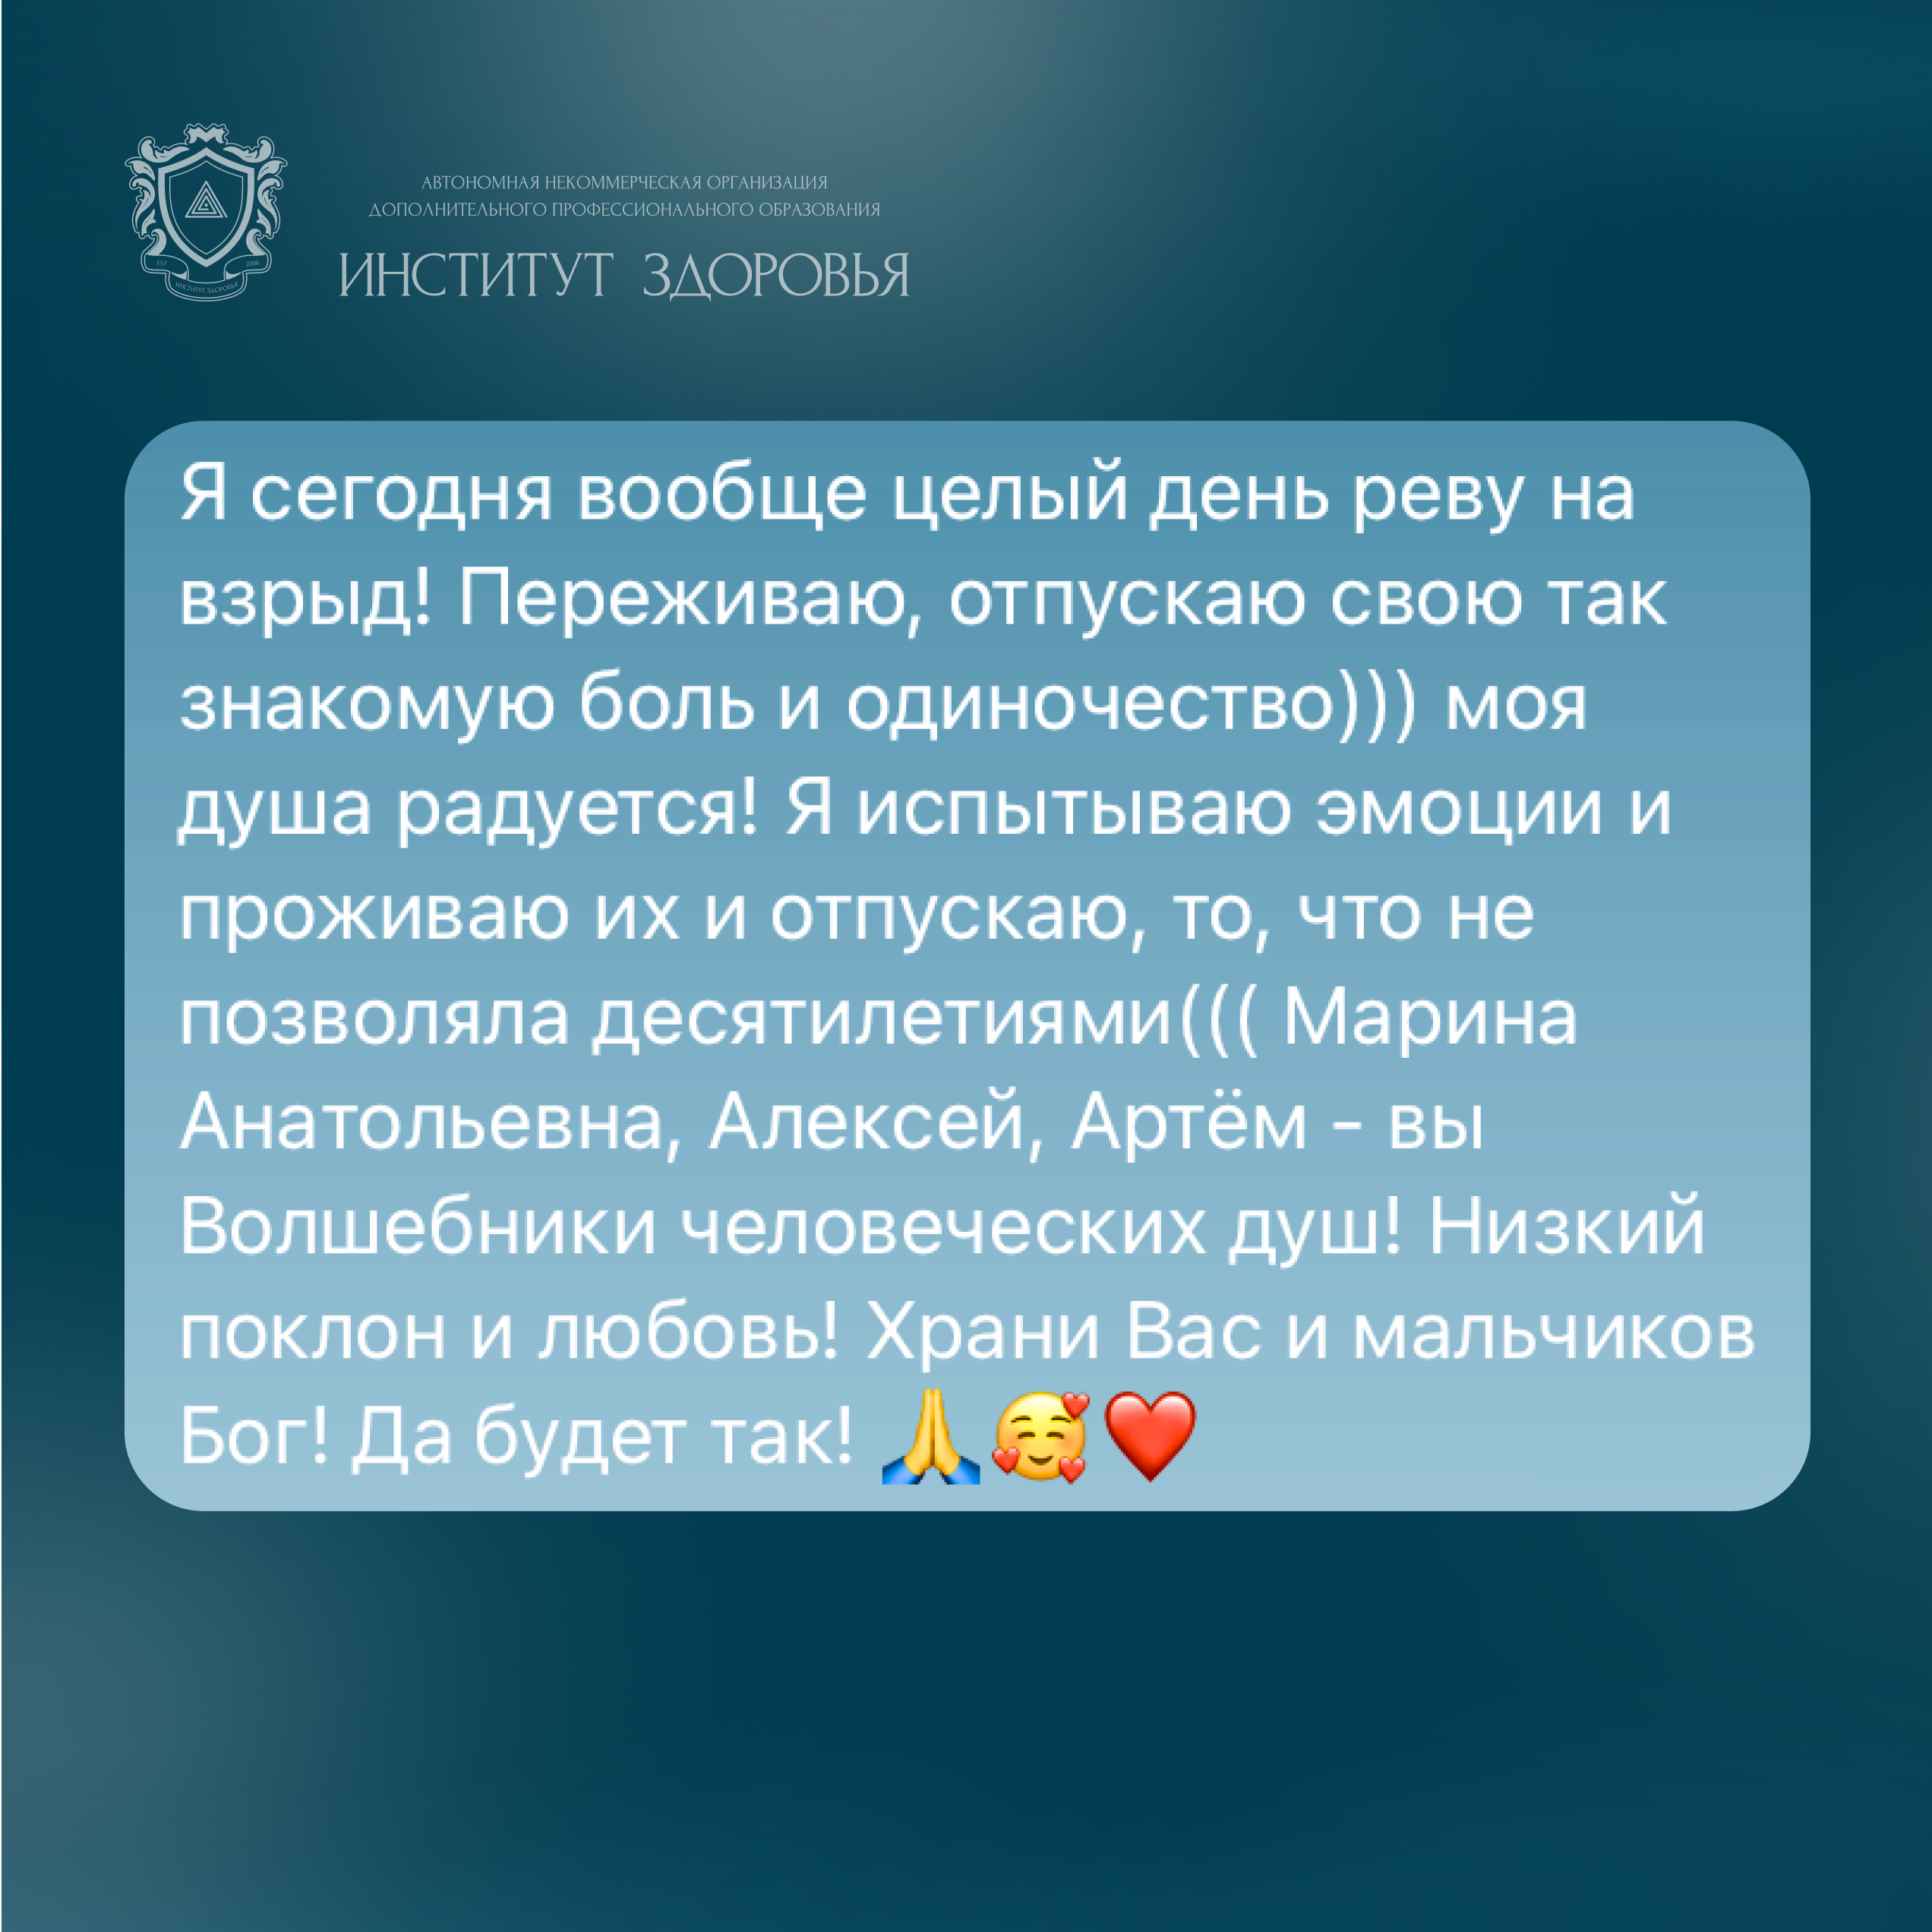 АВТОНОМНАЯ НЕКОММЕРЧЕСКАЯ ОРГАНИЗАЦИЯ
ДОПОЛНИТЕЛЬНОГО ПРОФЕССИОНАЛЬНОГО ОБРАЗОВАНИЯ
ИНСТИТУТ ЗДОРОВЬЯ
EST 2006
ИНСТИТУТ ЗДОРОВЬЯ
Я сегодня вообще целый день реву на
взрыд! Переживаю, отпускаю свою так
знакомую боль и одиночество))) моя
душа радуется! Я испытываю эмоции и
проживаю их и отпускаю, то, что не
позволяла десятилетиями((( Марина
Анатольевна, Алексей, Артём - вы
Волшебники человеческих душ! Низкий
поклон и любовь! Храни Вас и мальчиков
Бог! Да будет так! 🙏🥰❤️